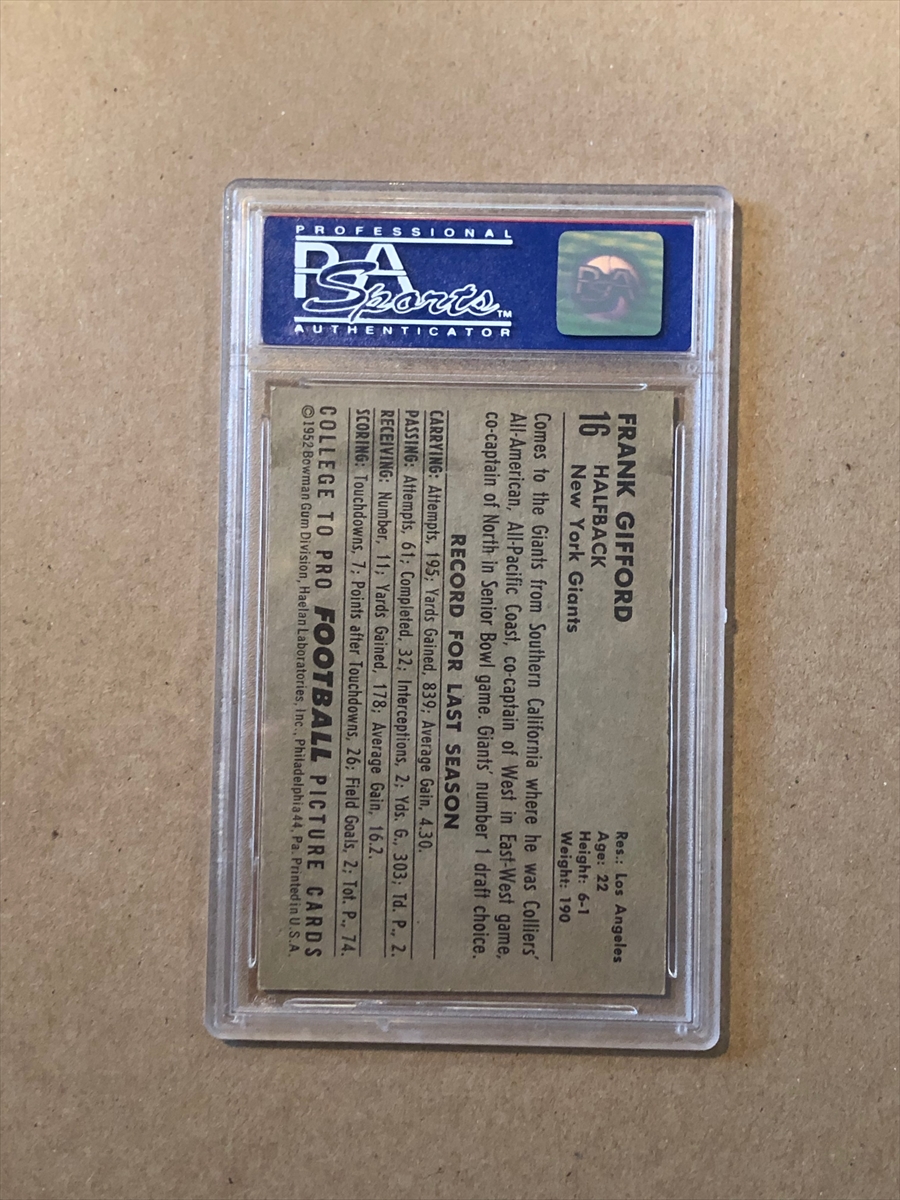 PROFESSIONAL
PSA
Sports™
AUTHENTICATOR
PSA
FRANK GIFFORD
16 HALFBACK
New York Giants
Res.: Los Angeles
Age: 22
Height: 6-1
Weight: 190
Comes to the Giants from Southern California where he was Colliers'
All-American, All-Pacific Coast, co-captain of West in East-West game,
co-captain of North in Senior Bowl game. Giants' number 1 draft choice.
RECORD FOR LAST SEASON
CARRYING: Attempts, 195; Yards Gained, 839; Average Gain, 4.30.
PASSING: Attempts, 61; Completed, 32; Interceptions, 2; Yds. G., 303; Td. P., 2.
RECEIVING: Number, 11; Yards Gained, 178; Average Gain, 16.2.
SCORING: Touchdowns, 7; Points after Touchdowns, 26; Field Goals, 2; Tot. P., 74.
COLLEGE TO PRO FOOTBALL PICTURE CARDS
©1952 Bowman Gum Division, Haelan Laboratories, Inc., Philadelphia 44, Pa. Printed in U.S.A.